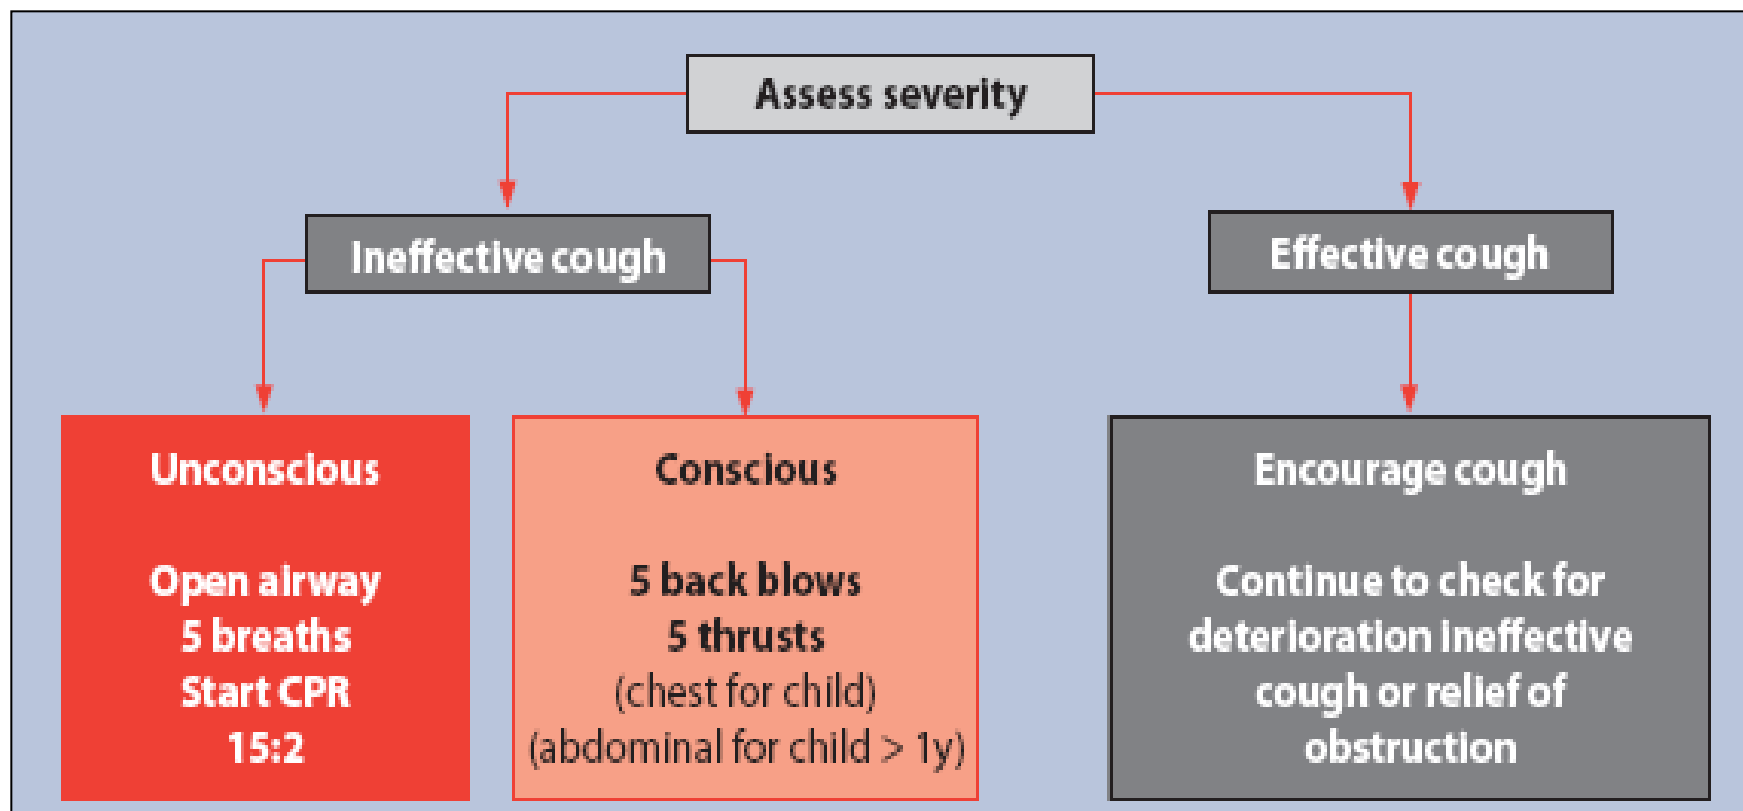 Assess severity
Ineffective cough
Effective cough
Unconscious
Open airway
5 breaths
Start CPR
15:2
Conscious
5 back blows
5 thrusts
(chest for child)
(abdominal for child > 1y)
Encourage cough
Continue to check for
deterioration ineffective
cough or relief of
obstruction